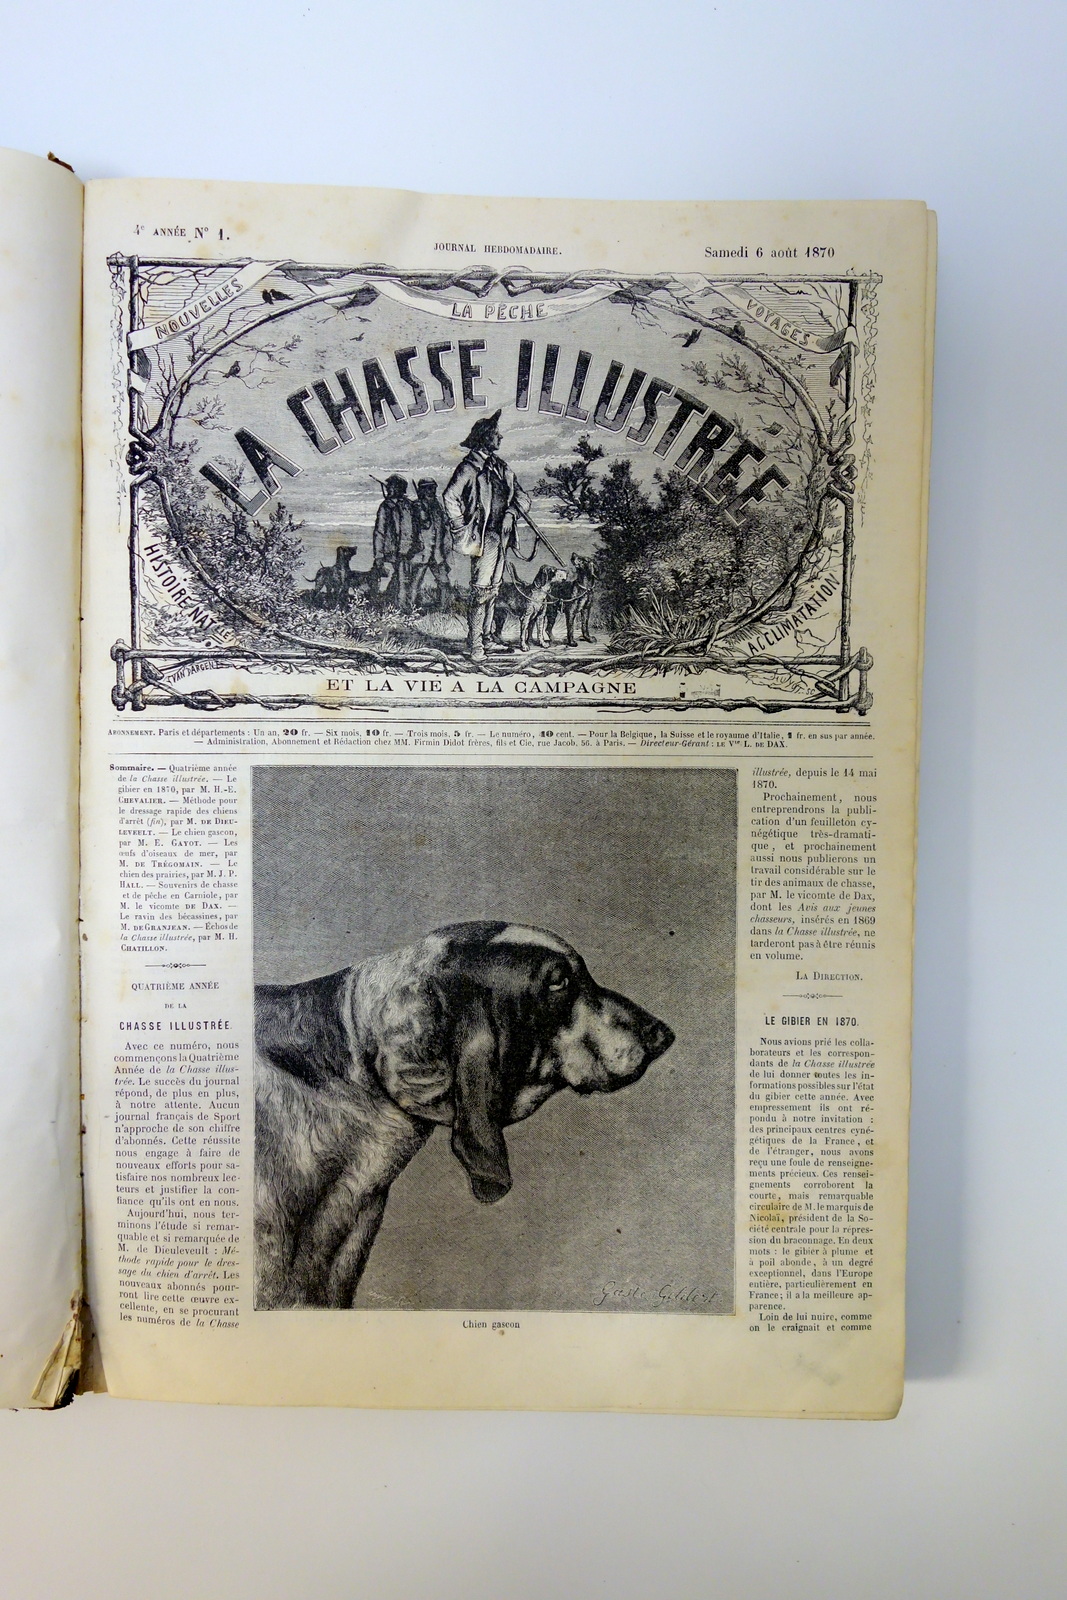 4e ANNÉE N° 1.
JOURNAL HEBDOMADAIRE.
Samedi 6 août 1870
NOUVELLES
LA PÊCHE
VOYAGES
LA CHASSE ILLUSTRÉE
HISTOIRE NATLLE
ACCLIMATATION
ET LA VIE A LA CAMPAGNE
ABONNEMENT. Paris et départements : Un an, 20 fr. — Six mois, 10 fr. — Trois mois, 5 fr. — Le numéro, 40 cent. — Pour la Belgique, la Suisse et le royaume d'Italie, 1 fr. en sus par année.
— Administration, Abonnement et Rédaction chez MM. Firmin Didot frères, fils et Cie, rue Jacob, 56, à Paris. — Directeur-Gérant : LE Vte L. DE DAX.
Sommaire. — Quatrième année
de la Chasse illustrée. — Le
gibier en 1870, par M. H.-E.
CHEVALIER. — Méthode pour
le dressage rapide des chiens
d'arrêt (fin), par M. DE DIEU-
LEVEULT. — Le chien gascon,
par M. E. GAYOT. — Les
œufs d'oiseaux de mer, par
M. DE TRÉGOMAIN. — Le
chien des prairies, par M. J. P.
HALL. — Souvenirs de chasse
et de pêche en Carniole, par
M. le vicomte DE DAX. —
Le ravin des bécassines, par
M. DE GRANJEAN. — Échos de
la Chasse illustrée, par M. H.
CHATILLON.
QUATRIÈME ANNÉE
DE LA
CHASSE ILLUSTRÉE.
Avec ce numéro, nous
commençons la Quatrième
Année de la Chasse illus-
trée. Le succès du journal
répond, de plus en plus,
à notre attente. Aucun
journal français de Sport
n'approche de son chiffre
d'abonnés. Cette réussite
nous engage à faire de
nouveaux efforts pour sa-
tisfaire nos nombreux lec-
teurs et justifier la con-
fiance qu'ils ont en nous.
Aujourd'hui, nous ter-
minons l'étude si remar-
quable et si remarquée de
M. de Dieuleveult : Mé-
thode rapide pour le dres-
sage du chien d'arrêt. Les
nouveaux abonnés pour-
ront lire cette œuvre ex-
cellente, en se procurant
les numéros de la Chasse
Chien gascon
illustrée, depuis le 14 mai
1870.
Prochainement, nous
entreprendrons la publi-
cation d'un feuilleton cy-
négétique très-dramati-
que, et prochainement
aussi nous publierons un
travail considérable sur le
tir des animaux de chasse,
par M. le vicomte de Dax,
dont les Avis aux jeunes
chasseurs, insérés en 1869
dans la Chasse illustrée, ne
tarderont pas à être réunis
en volume.
LA DIRECTION.
LE GIBIER EN 1870.
Nous avions prié les colla-
borateurs et les correspon-
dants de la Chasse illustrée
de lui donner toutes les in-
formations possibles sur l'état
du gibier cette année. Avec
empressement ils ont ré-
pondu à notre invitation :
des principaux centres cyné-
gétiques de la France, et
de l'étranger, nous avons
reçu une foule de renseigne-
ments précieux. Ces rensei-
gnements corroborent la
courte, mais remarquable
circulaire de M. le marquis de
Nicolaï, président de la So-
ciété centrale pour la répres-
sion du braconnage. En deux
mots : le gibier à plume et
à poil abonde, à un degré
exceptionnel, dans l'Europe
entière, particulièrement en
France ; il a la meilleure ap-
parence.
Loin de lui nuire, comme
on le craignait et comme